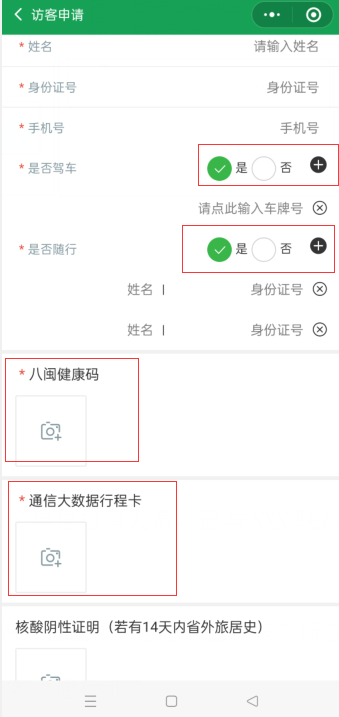 访客申请
* 姓名 请输入姓名
* 身份证号 身份证号
* 手机号 手机号
* 是否驾车 是 否
请点此输入车牌号
* 是否随行 是 否
姓名 | 身份证号
姓名 | 身份证号
* 八闽健康码
* 通信大数据行程卡
核酸阴性证明（若有14天内省外旅居史）